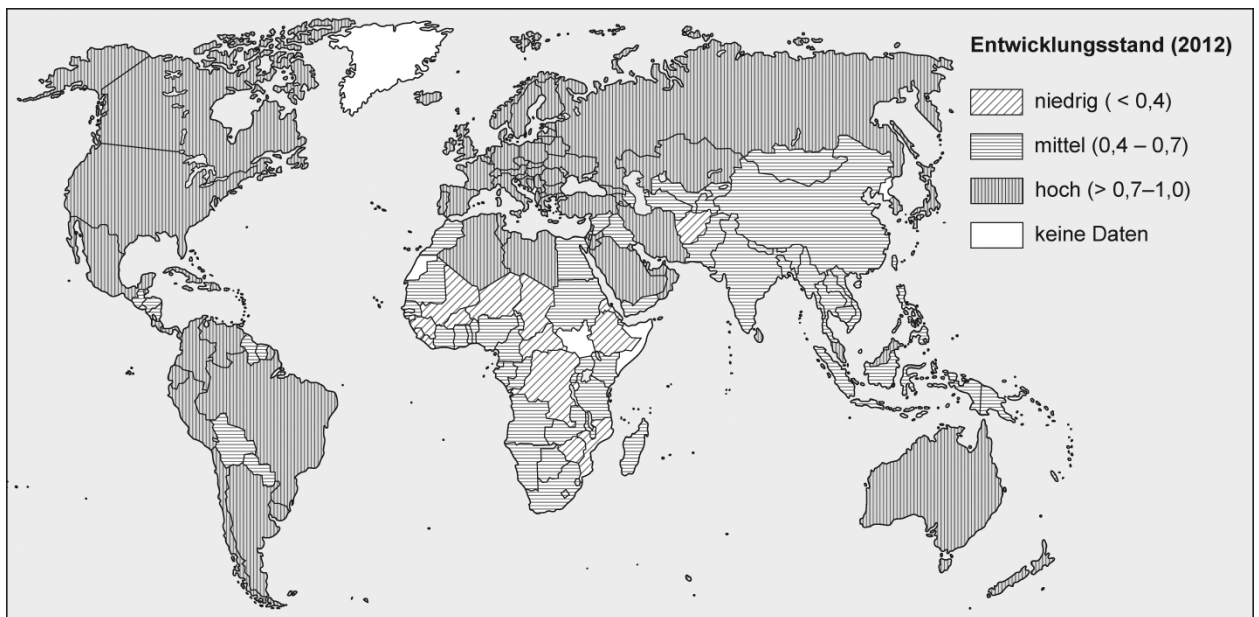 Entwicklungsstand (2012)
niedrig ( < 0,4)
mittel (0,4 – 0,7)
hoch (> 0,7–1,0)
keine Daten